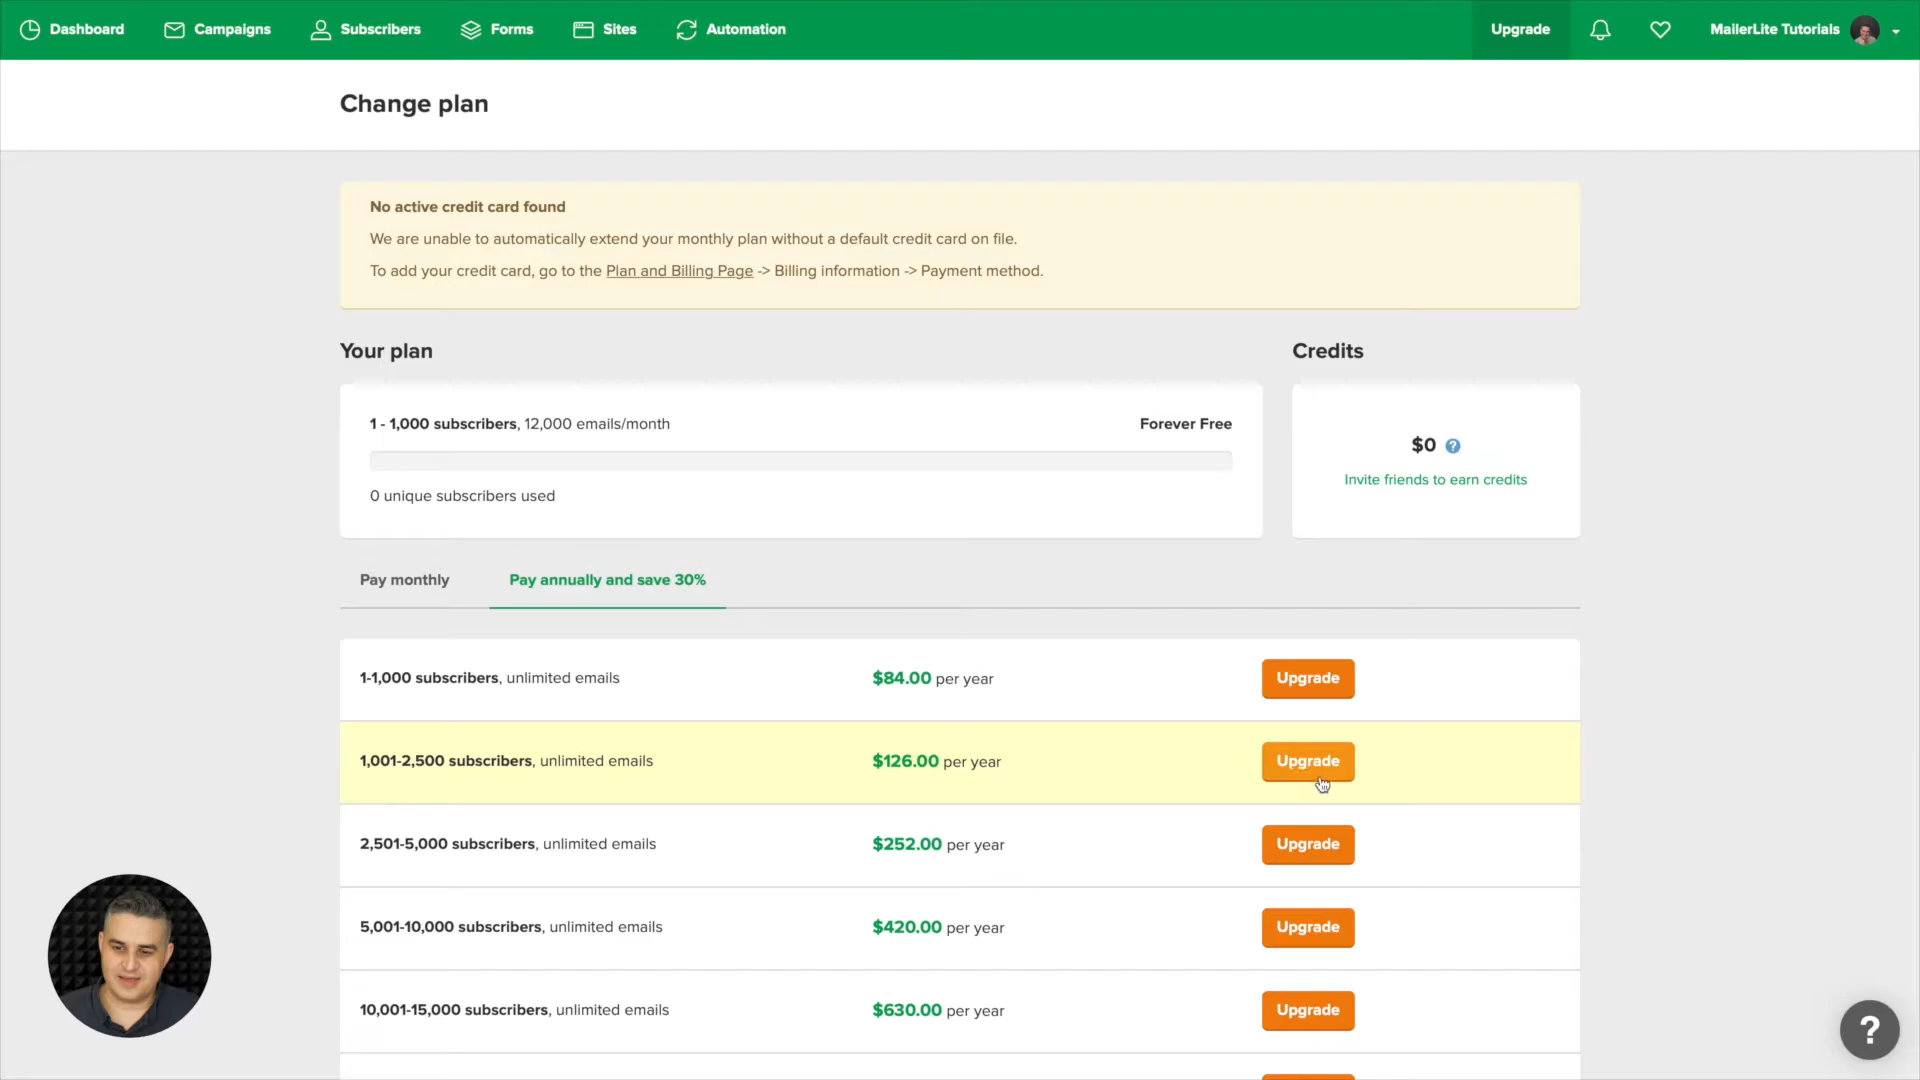 Dashboard Campaigns Subscribers Forms Sites Automation Upgrade MailerLite Tutorials
Change plan
No active credit card found
We are unable to automatically extend your monthly plan without a default credit card on file.
To add your credit card, go to the Plan and Billing Page -> Billing information -> Payment method.
Your plan
Credits
1 - 1,000 subscribers, 12,000 emails/month Forever Free
0 unique subscribers used
$0 ?
Invite friends to earn credits
Pay monthly Pay annually and save 30%
1-1,000 subscribers, unlimited emails $84.00 per year Upgrade
1,001-2,500 subscribers, unlimited emails $126.00 per year Upgrade
2,501-5,000 subscribers, unlimited emails $252.00 per year Upgrade
5,001-10,000 subscribers, unlimited emails $420.00 per year Upgrade
10,001-15,000 subscribers, unlimited emails $630.00 per year Upgrade
?